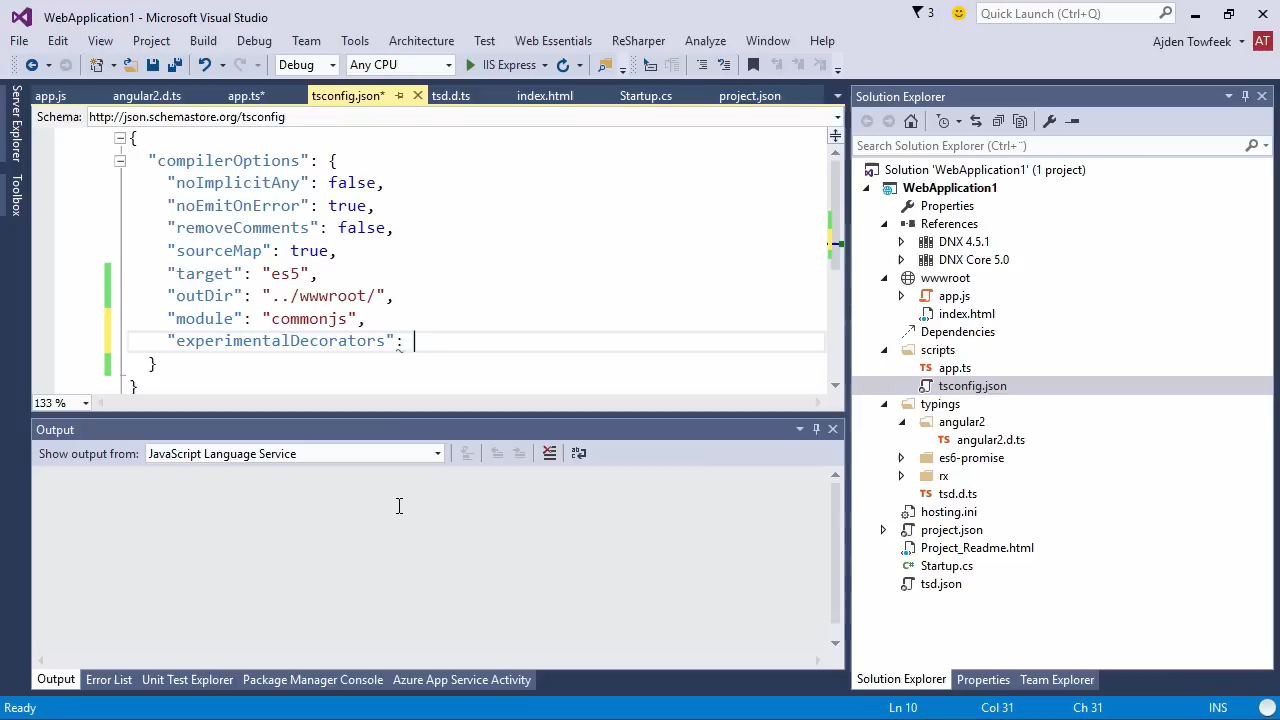 WebApplication1 - Microsoft Visual Studio
3
Quick Launch (Ctrl+Q)
File Edit View Project Build Debug Team Tools Architecture Test Web Essentials ReSharper Analyze Window Help
Ajden Towfeek AT
Debug Any CPU IIS Express
Server Explorer
Toolbox
app.js angular2.d.ts app.ts* tsconfig.json* tsd.d.ts index.html Startup.cs project.json
Schema: http://json.schemastore.org/tsconfig
{
"compilerOptions": {
"noImplicitAny": false,
"noEmitOnError": true,
"removeComments": false,
"sourceMap": true,
"target": "es5",
"outDir": "../wwwroot/",
"module": "commonjs",
"experimentalDecorators":
}
}
133 %
Output
Show output from: JavaScript Language Service
Output Error List Unit Test Explorer Package Manager Console Azure App Service Activity
Solution Explorer
Search Solution Explorer (Ctrl+¨)
Solution 'WebApplication1' (1 project)
WebApplication1
Properties
References
DNX 4.5.1
DNX Core 5.0
wwwroot
app.js
index.html
Dependencies
scripts
TS app.ts
tsconfig.json
typings
angular2
TS angular2.d.ts
es6-promise
rx
TS tsd.d.ts
hosting.ini
project.json
Project_Readme.html
C# Startup.cs
tsd.json
Solution Explorer Properties Team Explorer
Ready Ln 10 Col 31 Ch 31 INS